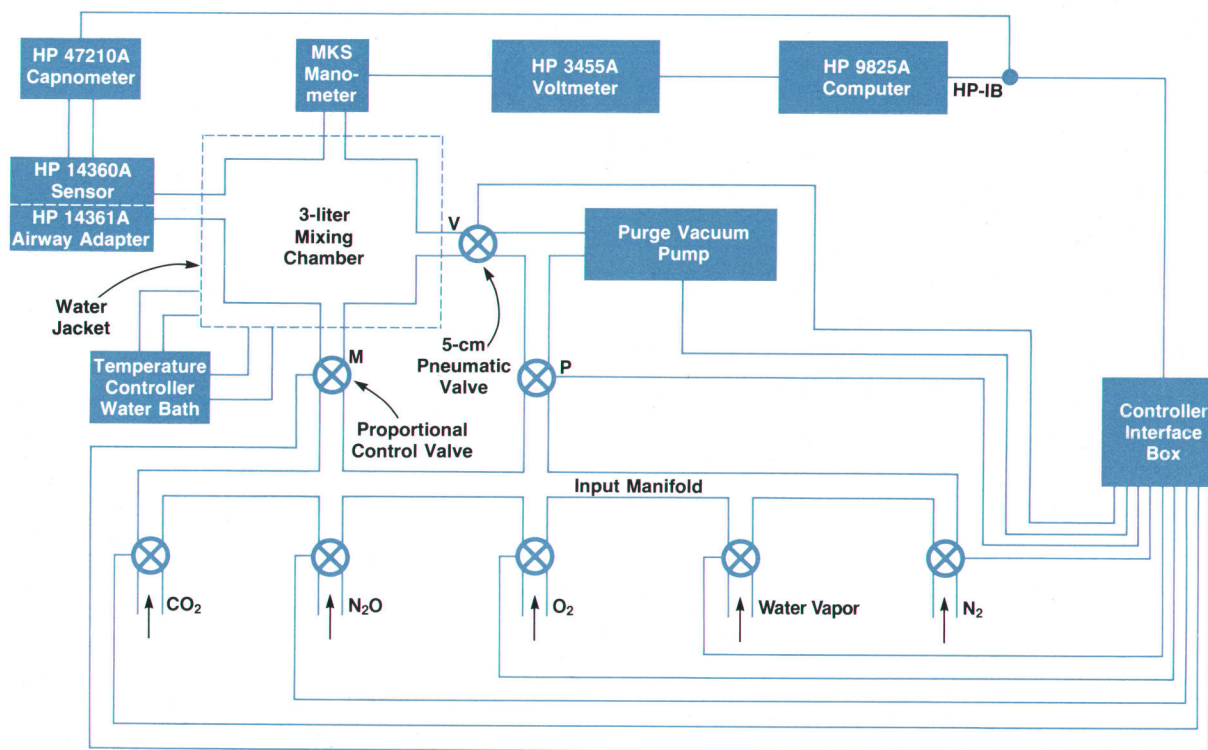 HP 47210A
Capnometer
MKS
Mano-
meter
HP 3455A
Voltmeter
HP 9825A
Computer
HP-IB
HP 14360A
Sensor
HP 14361A
Airway Adapter
3-liter
Mixing
Chamber
V
Purge Vacuum
Pump
Water
Jacket
5-cm
Pneumatic
Valve
Temperature
Controller
Water Bath
M
P
Proportional
Control Valve
Controller
Interface
Box
Input Manifold
CO₂
N₂O
O₂
Water Vapor
N₂